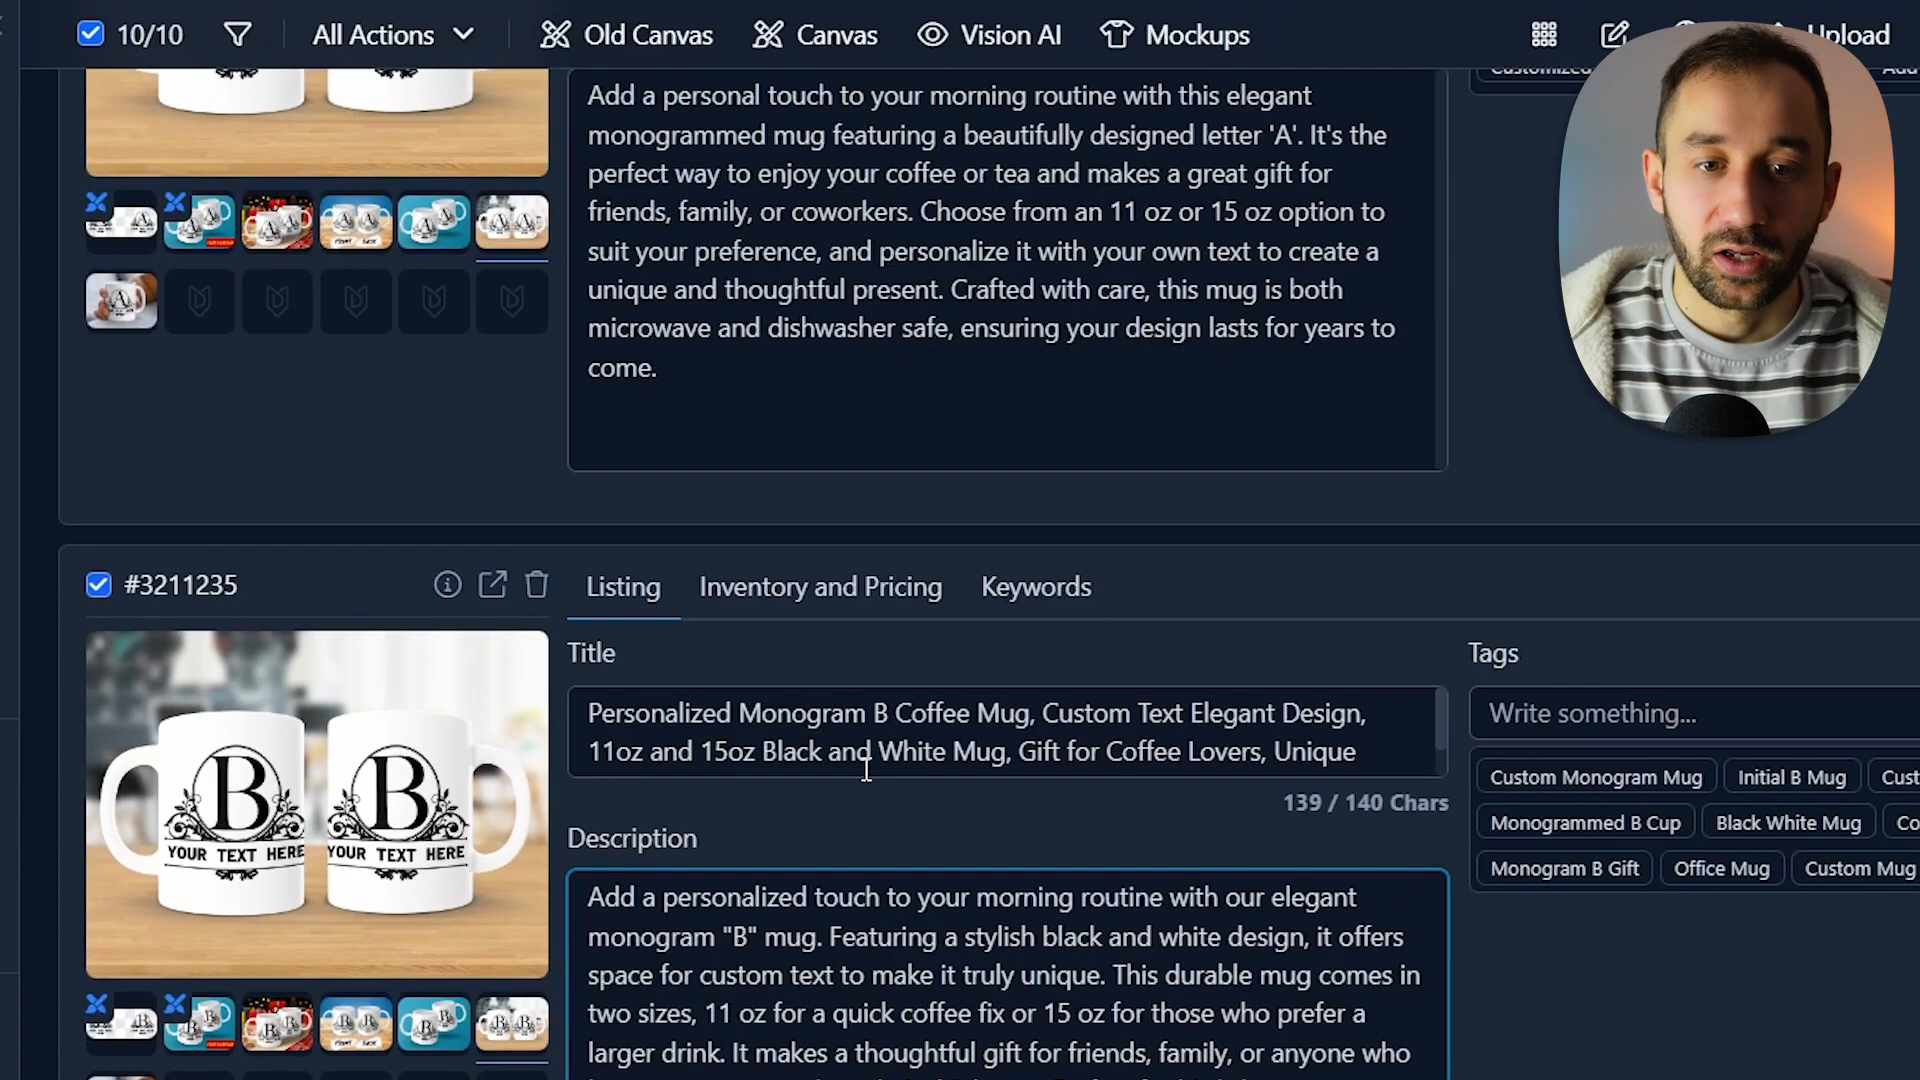 10/10
All Actions
Old Canvas
Canvas
Vision AI
Mockups
Upload
Customized
Add
Add a personal touch to your morning routine with this elegant
monogrammed mug featuring a beautifully designed letter 'A'. It's the
perfect way to enjoy your coffee or tea and makes a great gift for
friends, family, or coworkers. Choose from an 11 oz or 15 oz option to
suit your preference, and personalize it with your own text to create a
unique and thoughtful present. Crafted with care, this mug is both
microwave and dishwasher safe, ensuring your design lasts for years to
come.
#3211235
Listing
Inventory and Pricing
Keywords
Title
Personalized Monogram B Coffee Mug, Custom Text Elegant Design,
11oz and 15oz Black and White Mug, Gift for Coffee Lovers, Unique
139 / 140 Chars
Tags
Write something...
Custom Monogram Mug
Initial B Mug
Cust
Monogrammed B Cup
Black White Mug
Co
Monogram B Gift
Office Mug
Custom Mug
B
YOUR TEXT HERE
B
YOUR TEXT HERE
Description
Add a personalized touch to your morning routine with our elegant
monogram "B" mug. Featuring a stylish black and white design, it offers
space for custom text to make it truly unique. This durable mug comes in
two sizes, 11 oz for a quick coffee fix or 15 oz for those who prefer a
larger drink. It makes a thoughtful gift for friends, family, or anyone who